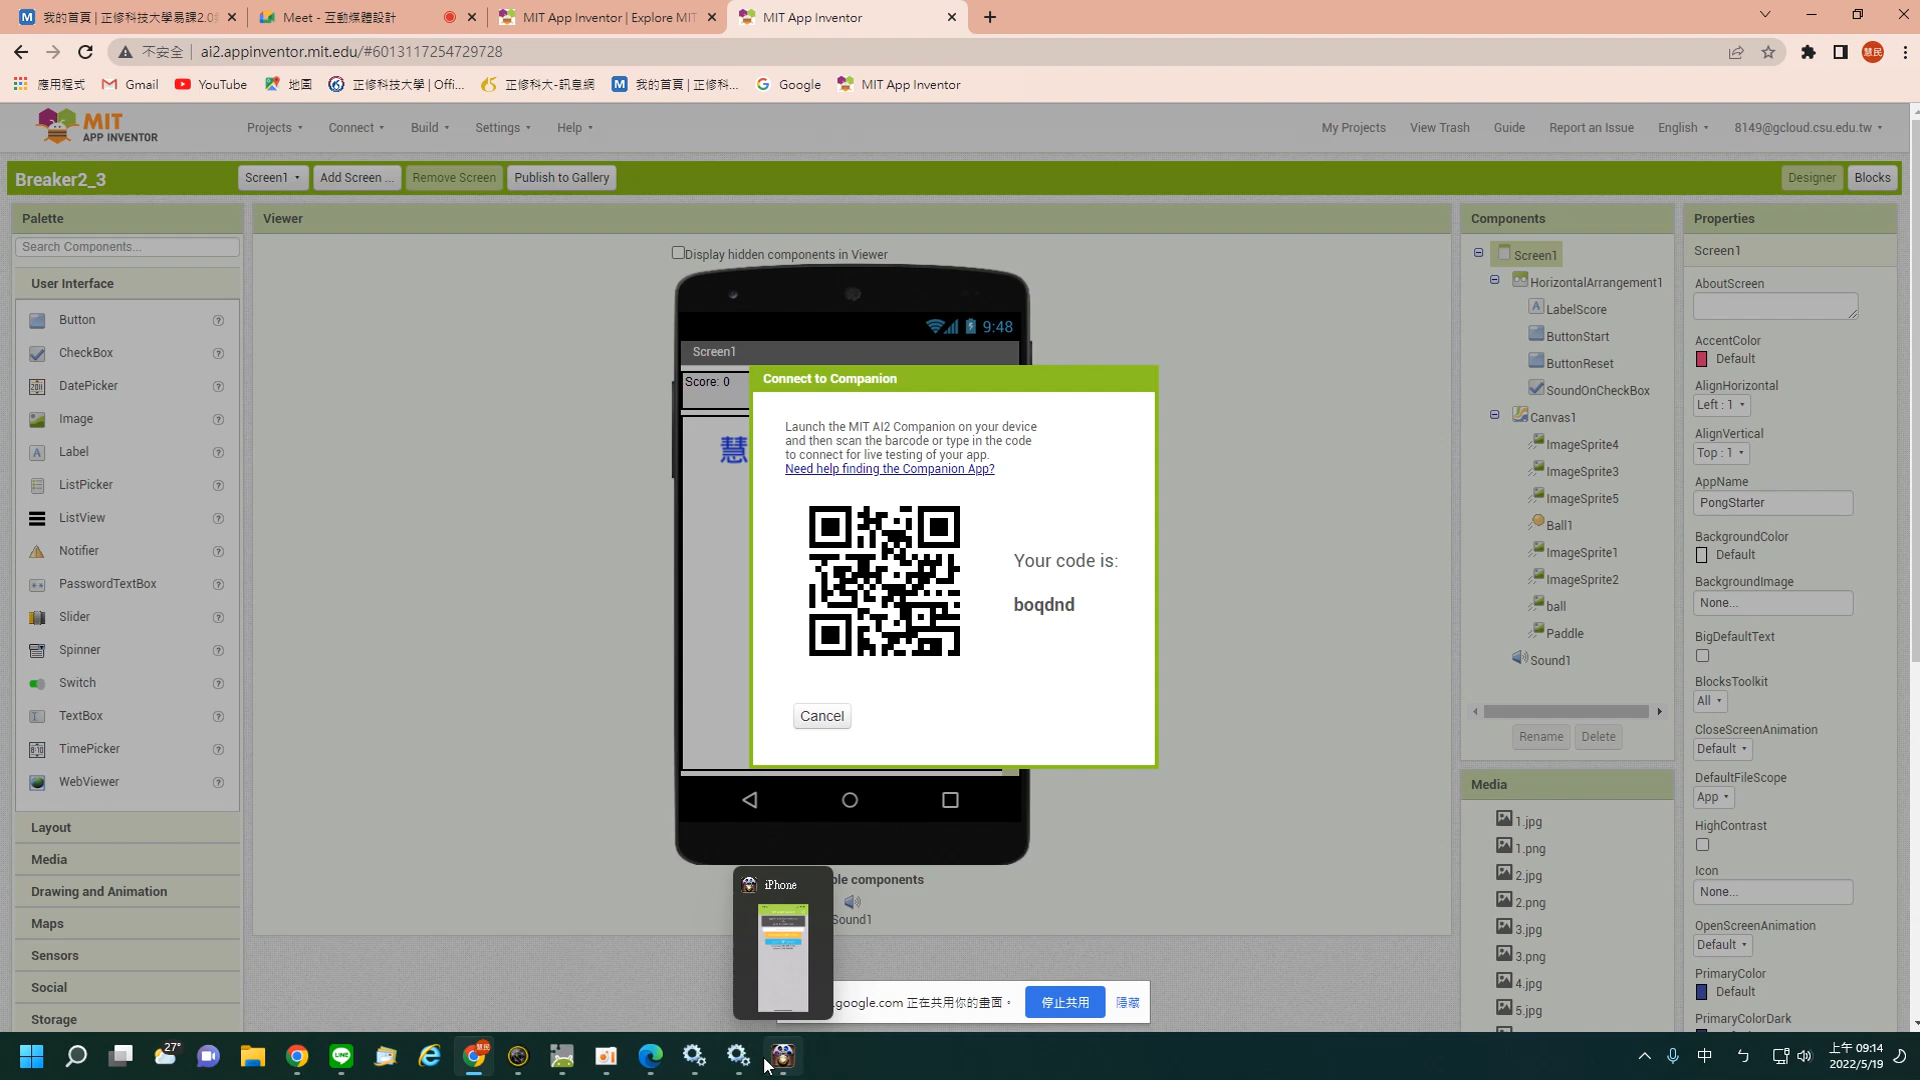 我的首頁 | 正修科技大學易課2.0
Meet - 互動媒體設計
MIT App Inventor | Explore MIT
MIT App Inventor
不安全
ai2.appinventor.mit.edu/#6013117254729728
慧民
應用程式
Gmail
YouTube
地圖
正修科技大學 | Offi...
正修科大-訊息網
我的首頁 | 正修科...
Google
MIT App Inventor
MIT
APP INVENTOR
Projects
Connect
Build
Settings
Help
My Projects
View Trash
Guide
Report an Issue
English
8149@gcloud.csu.edu.tw
Breaker2_3
Screen1
Add Screen ...
Remove Screen
Publish to Gallery
Designer
Blocks
Palette
Search Components...
User Interface
Button
CheckBox
DatePicker
Image
Label
ListPicker
ListView
Notifier
PasswordTextBox
Slider
Spinner
Switch
TextBox
TimePicker
WebViewer
Layout
Media
Drawing and Animation
Maps
Sensors
Social
Storage
Viewer
Display hidden components in Viewer
9:48
Screen1
Score: 0
慧
Connect to Companion
Launch the MIT AI2 Companion on your device
and then scan the barcode or type in the code
to connect for live testing of your app.
Need help finding the Companion App?
Your code is:
boqdnd
Cancel
ble components
Sound1
iPhone
.google.com 正在共用你的畫面。
停止共用
隱藏
Components
Screen1
HorizontalArrangement1
LabelScore
ButtonStart
ButtonReset
SoundOnCheckBox
Canvas1
ImageSprite4
ImageSprite3
ImageSprite5
Ball1
ImageSprite1
ImageSprite2
ball
Paddle
Sound1
Rename
Delete
Media
1.jpg
1.png
2.jpg
2.png
3.jpg
3.png
4.jpg
5.jpg
Properties
Screen1
AboutScreen
AccentColor
Default
AlignHorizontal
Left : 1
AlignVertical
Top : 1
AppName
PongStarter
BackgroundColor
Default
BackgroundImage
None...
BigDefaultText
BlocksToolkit
All
CloseScreenAnimation
Default
DefaultFileScope
App
HighContrast
Icon
None...
OpenScreenAnimation
Default
PrimaryColor
Default
PrimaryColorDark
27°
中
上午 09:14
2022/5/19